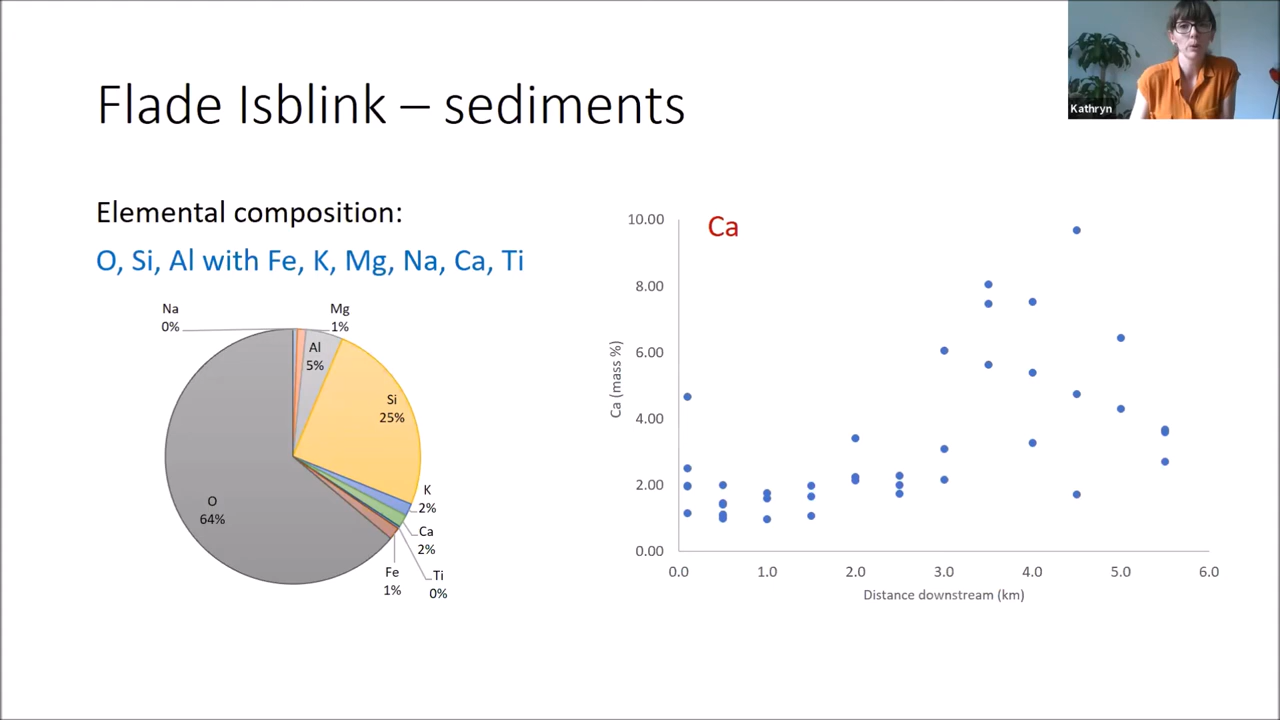 Kathryn
Flade Isblink – sediments
Elemental composition:
O, Si, Al with Fe, K, Mg, Na, Ca, Ti
Na
0%
Mg
1%
Al
5%
Si
25%
K
2%
Ca
2%
Ti
0%
Fe
1%
O
64%
Ca
Ca (mass %)
10.00
8.00
6.00
4.00
2.00
0.00
0.0 1.0 2.0 3.0 4.0 5.0 6.0
Distance downstream (km)